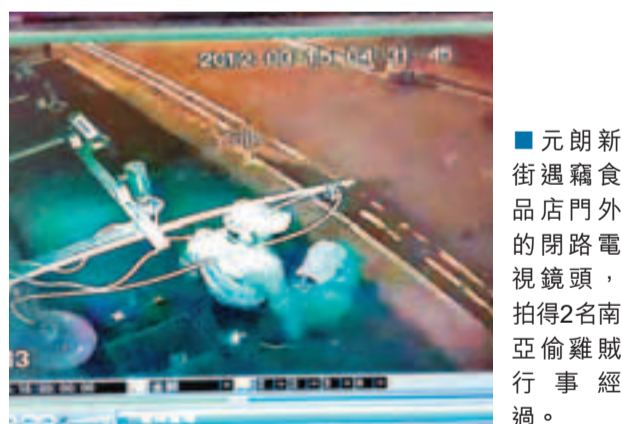 ■元朗新
街遇竊食
品店門外
的閉路電
視鏡頭，
拍得2名南
亞偷雞賊
行事經
過。